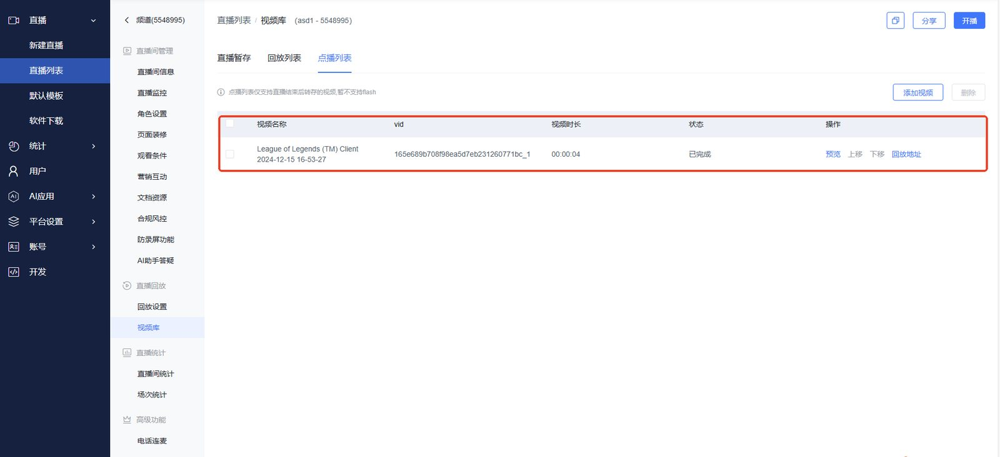 直播
新建直播
直播列表
默认模板
软件下载
统计
用户
AI应用
平台设置
账号
开发
频道(5548995)
直播间管理
直播间信息
直播监控
角色设置
页面装修
观看条件
营销互动
文档资源
合规风控
防录屏功能
AI助手答疑
直播回放
回放设置
视频库
直播统计
直播间统计
场次统计
高级功能
电话连麦
直播列表 / 视频库 (asd1 - 5548995)
分享
开播
直播暂存 回放列表 点播列表
点播列表仅支持直播结束后转存的视频,暂不支持flash
添加视频
删除
视频名称 vid 视频时长 状态 操作
League of Legends (TM) Client
2024-12-15 16-53-27
165e689b708f98ea5d7eb231260771bc_1 00:00:04 已完成 预览 上移 下移 回放地址